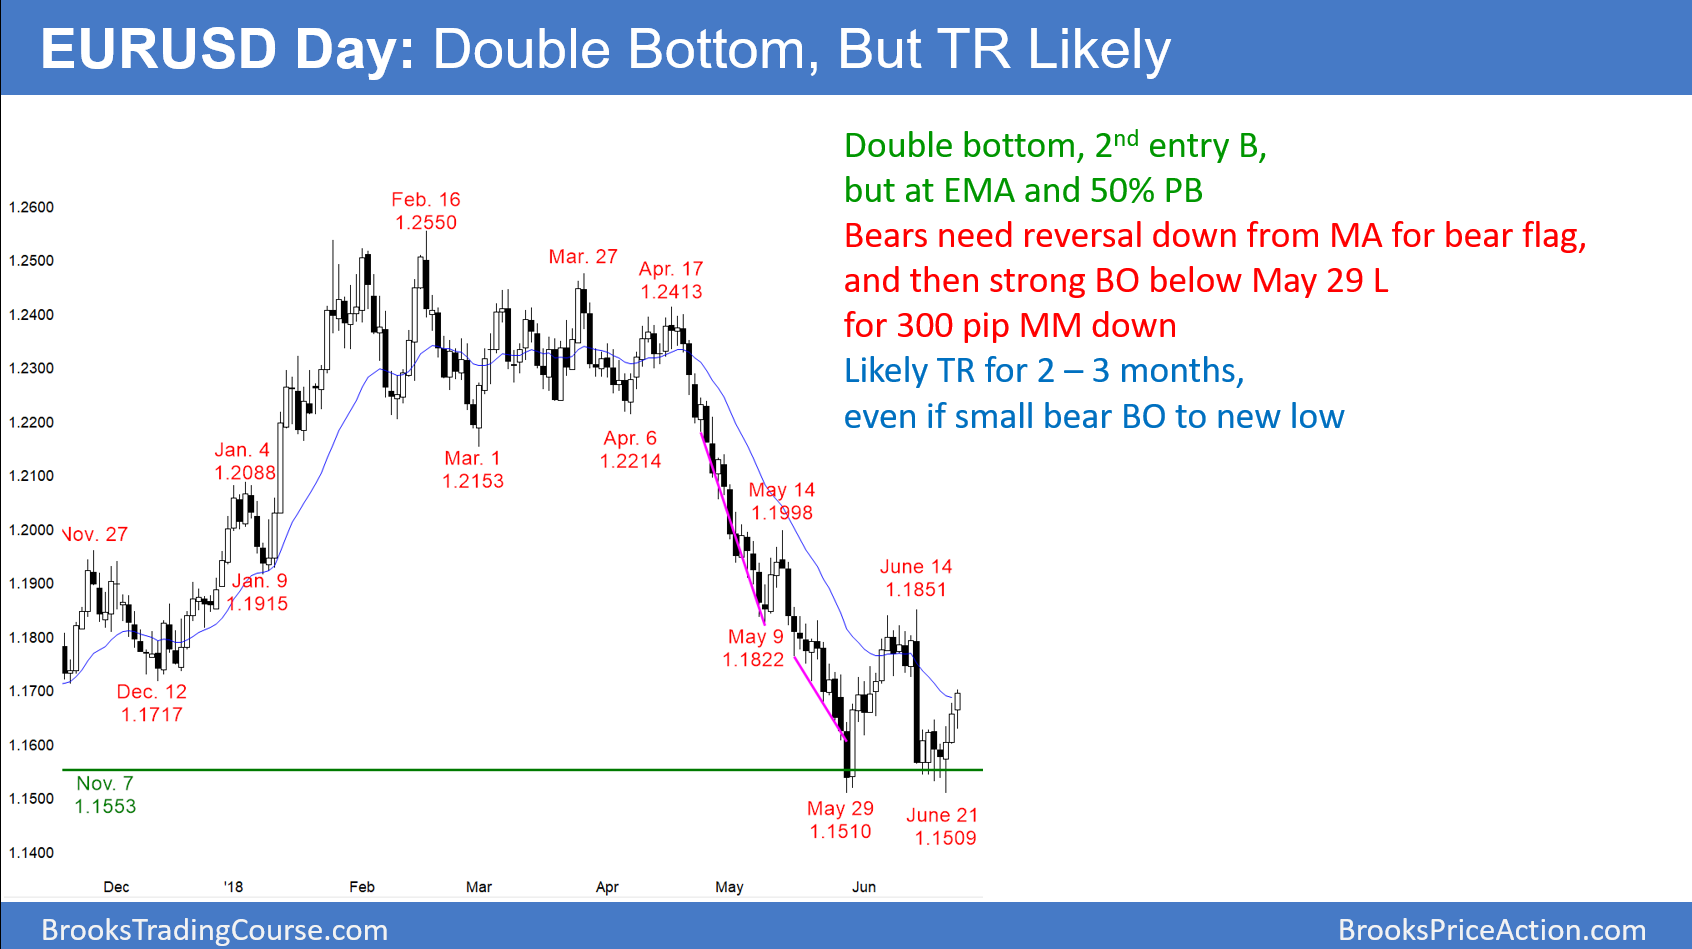 EURUSD Day: Double Bottom, But TR Likely
Double bottom, 2nd entry B,
but at EMA and 50% PB
Bears need reversal down from MA for bear flag,
and then strong BO below May 29 L
for 300 pip MM down
Likely TR for 2 – 3 months,
even if small bear BO to new low
1.2600
1.2500
1.2400
1.2300
1.2200
1.2100
1.2000
1.1900
1.1800
1.1700
1.1600
1.1500
1.1400
Nov. 27
Dec. 12
1.1717
Nov. 7
1.1553
Jan. 4
1.2088
Jan. 9
1.1915
Feb. 16
1.2550
Mar. 1
1.2153
Mar. 27
Apr. 6
1.2214
Apr. 17
1.2413
May 9
1.1822
May 14
1.1998
May 29
1.1510
June 14
1.1851
June 21
1.1509
Dec '18 Feb Mar Apr May Jun
BrooksTradingCourse.com
BrooksPriceAction.com